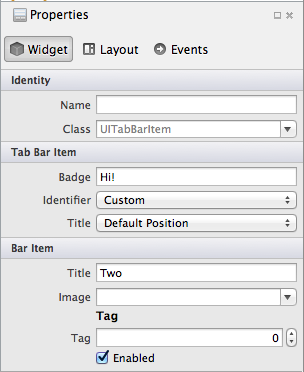 Properties
Widget Layout Events
Identity
Name
Class UITabBarItem
Tab Bar Item
Badge Hi!
Identifier Custom
Title Default Position
Bar Item
Title Two
Image
Tag
Tag 0
Enabled